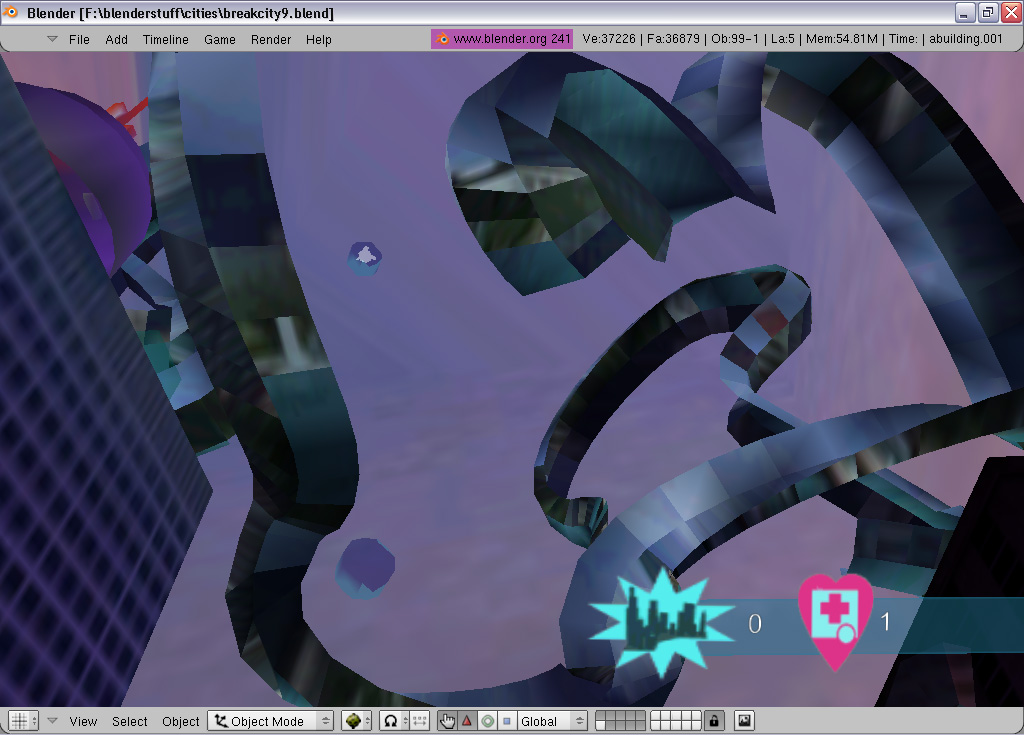 Blender [F:\blenderstuff\cities\breakcity9.blend]
File Add Timeline Game Render Help www.blender.org 241 Ve:37226 | Fa:36879 | Ob:99-1 | La:5 | Mem:54.81M | Time: | abuilding.001
0 1
View Select Object Object Mode Global